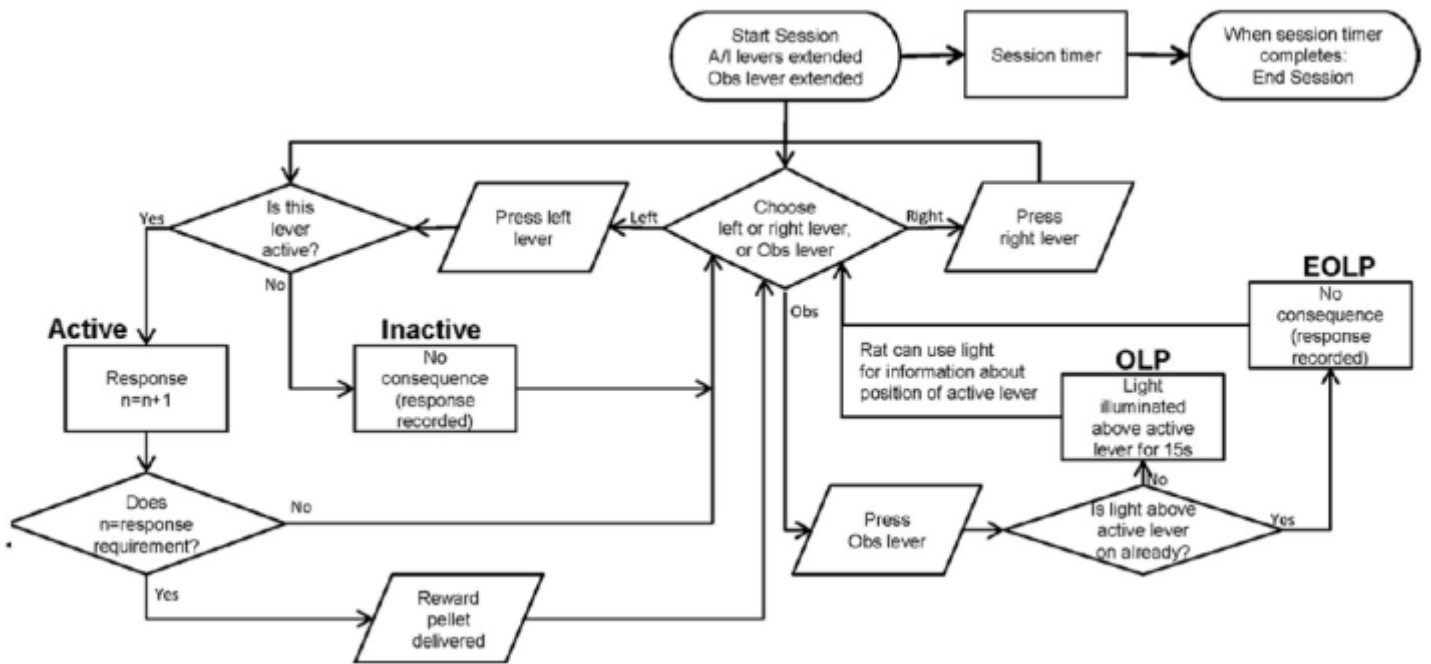 Start Session
A/I levers extended
Obs lever extended
Session timer
When session timer
completes:
End Session
Is this
lever
active?
Yes
No
Press left
lever
Left
Choose
left or right lever,
or Obs lever
Right
Press
right lever
Obs
EOLP
No
consequence
(response
recorded)
Active
Response
n=n+1
Inactive
No
consequence
(response
recorded)
Rat can use light
for information about
position of active lever
OLP
Light
illuminated
above active
lever for 15s
Does
n=response
requirement?
No
Yes
Press
Obs lever
No
Is light above
active lever
on already?
Yes
Reward
pellet
delivered